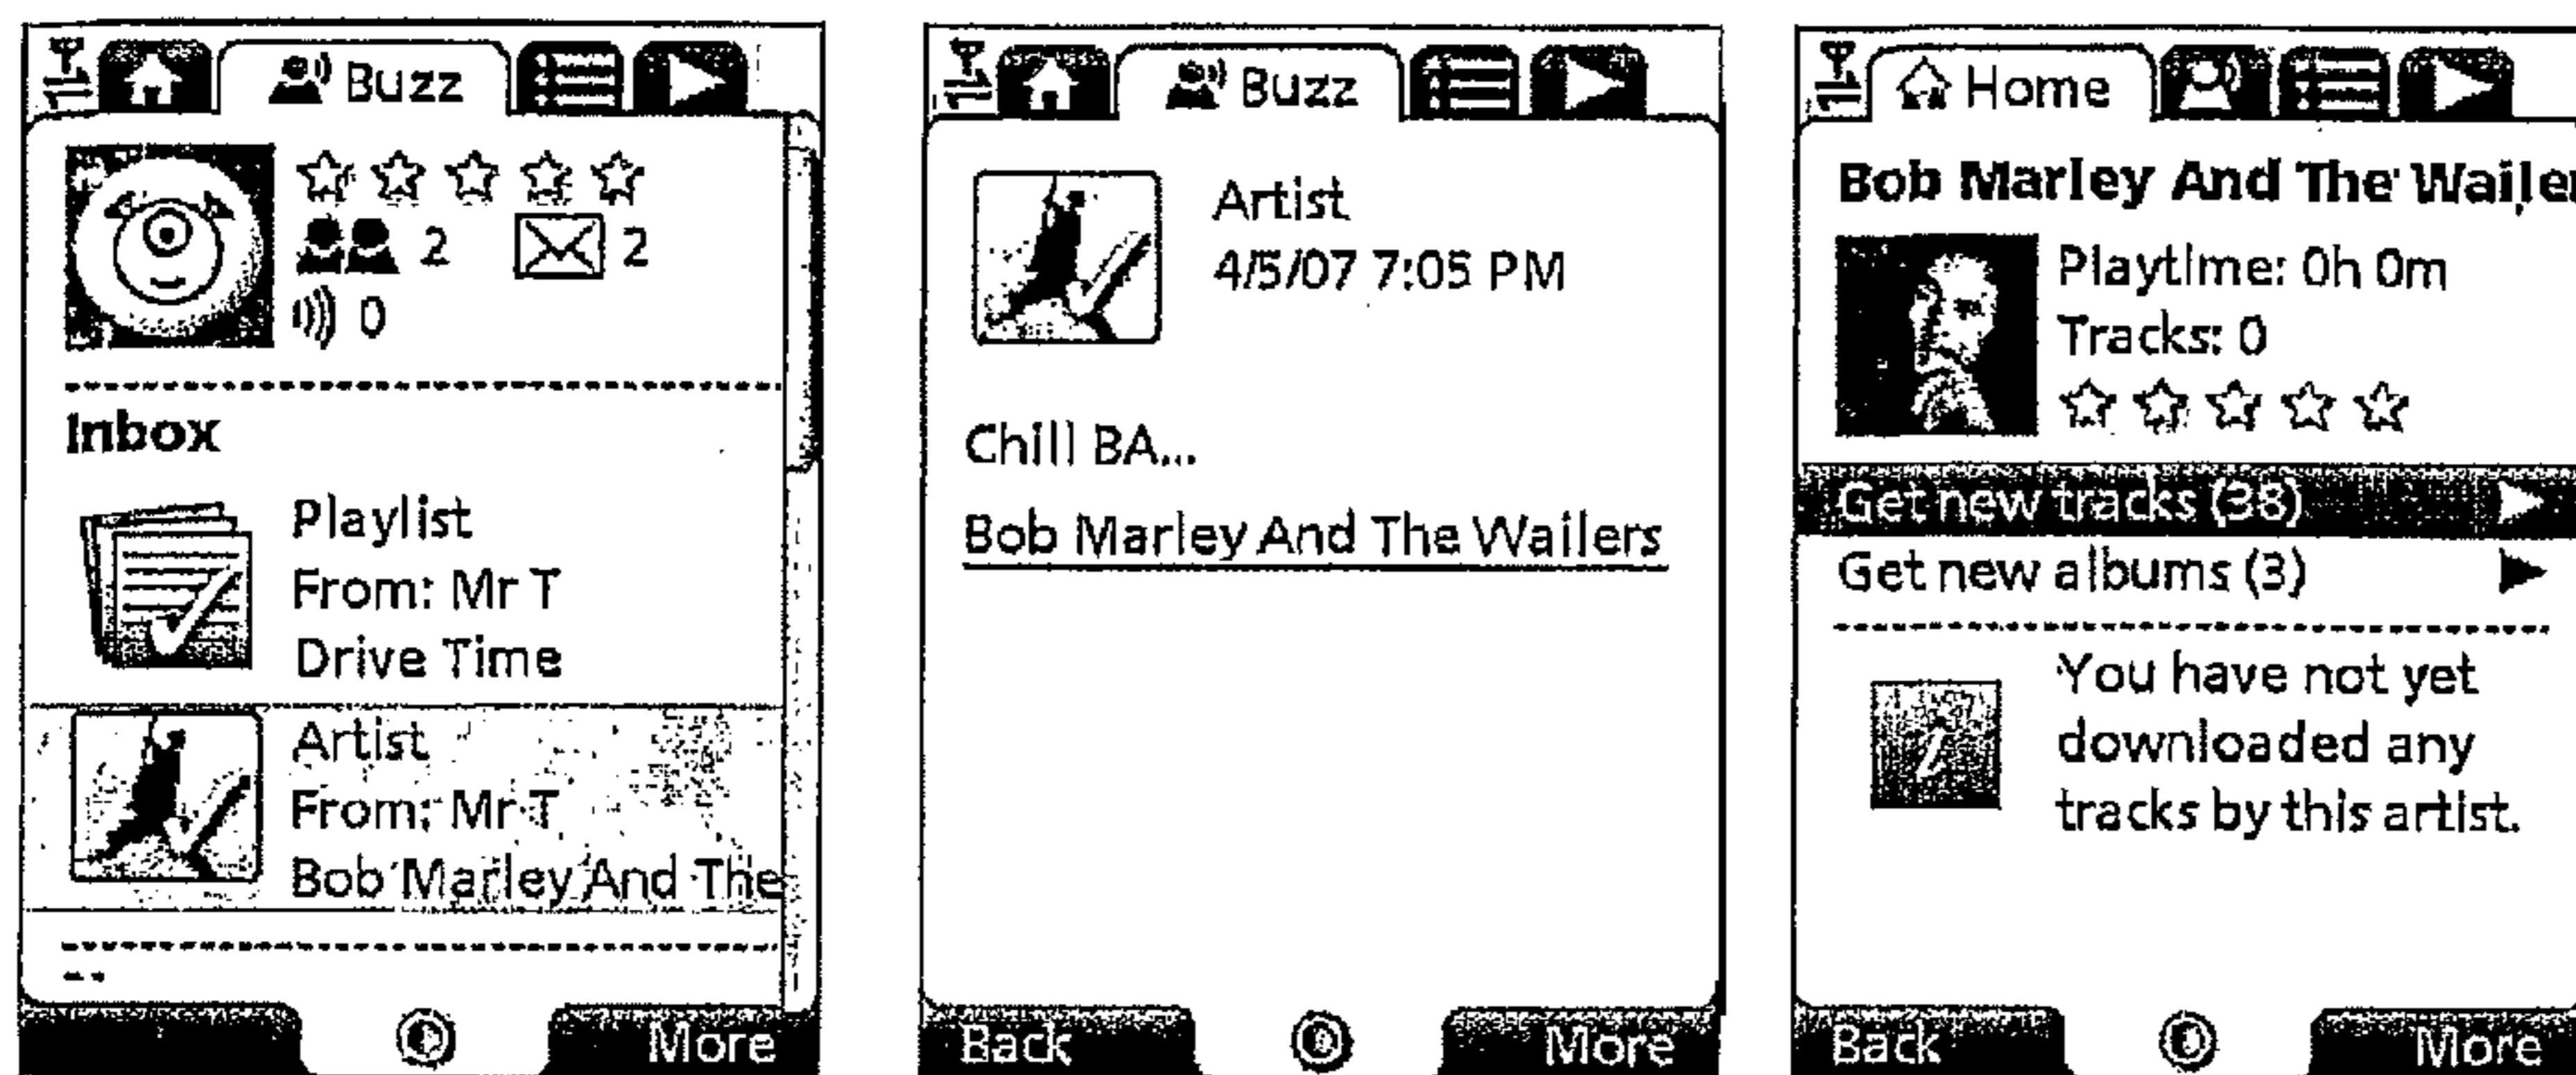 Buzz
2 2
0
Inbox
Playlist
From: Mr T
Drive Time
Artist
From: Mr T
Bob Marley And The
More
Buzz
Artist
4/5/07 7:05 PM
Chill BA...
Bob Marley And The Wailers
Back More
Home
Bob Marley And The Wailer
Playtime: 0h 0m
Tracks: 0
Get new tracks (38)
Get new albums (3)
You have not yet
downloaded any
tracks by this artist.
Back More